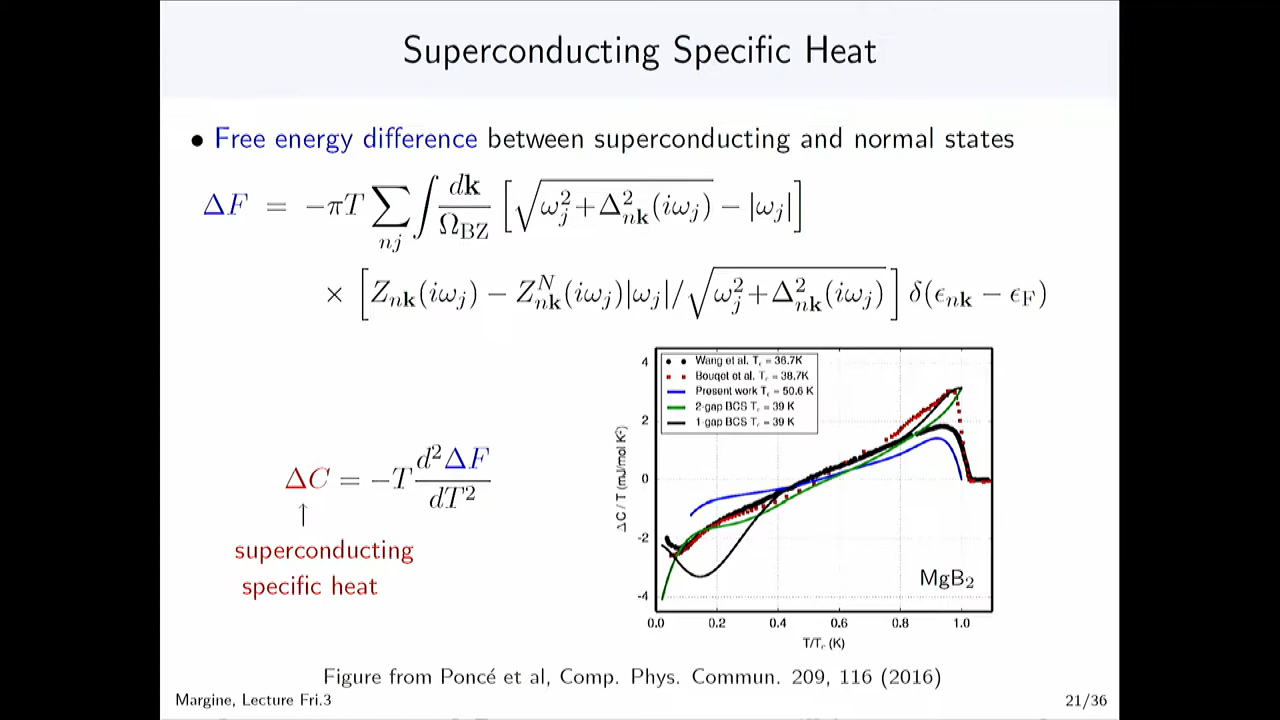 Superconducting Specific Heat
• Free energy difference between superconducting and normal states
ΔF = −πT ∑_{nj} ∫ dk/Ω_BZ [√(ω_j² + Δ²_{nk}(iω_j)) − |ω_j|]
× [Z_{nk}(iω_j) − Z^N_{nk}(iω_j)|ω_j|/√(ω_j² + Δ²_{nk}(iω_j))] δ(ϵ_{nk} − ϵ_F)
ΔC = −T d²ΔF/dT²
↑
superconducting
specific heat
Wang et al. T_c = 36.7K
Bouqet et al. T_c = 38.7K
Present work T_c = 50.6 K
2-gap BCS T_c = 39 K
1-gap BCS T_c = 39 K
4
2
0
-2
-4
Δ C / T (mJ/mol K²)
MgB₂
0.0 0.2 0.4 0.6 0.8 1.0
T/T_c (K)
Figure from Poncé et al, Comp. Phys. Commun. 209, 116 (2016)
Margine, Lecture Fri.3
21/36